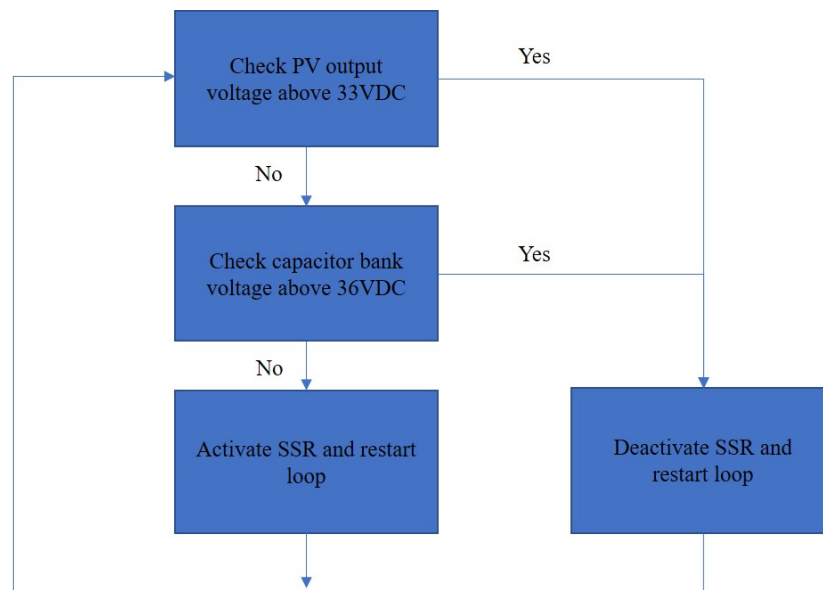 Check PV output
voltage above 33VDC
Yes
No
Check capacitor bank
voltage above 36VDC
Yes
No
Activate SSR and restart
loop
Deactivate SSR and
restart loop